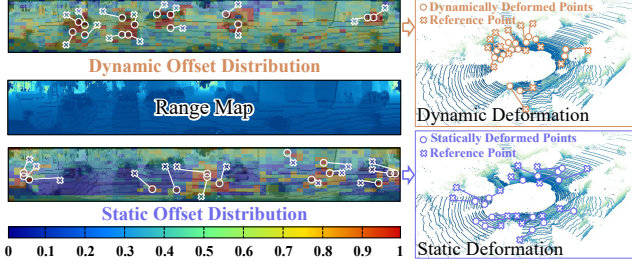 Dynamic Offset Distribution
Range Map
Static Offset Distribution
0 0.1 0.2 0.3 0.4 0.5 0.6 0.7 0.8 0.9 1
Dynamically Deformed Points
Reference Point
Dynamic Deformation
Statically Deformed Points
Reference Point
Static Deformation